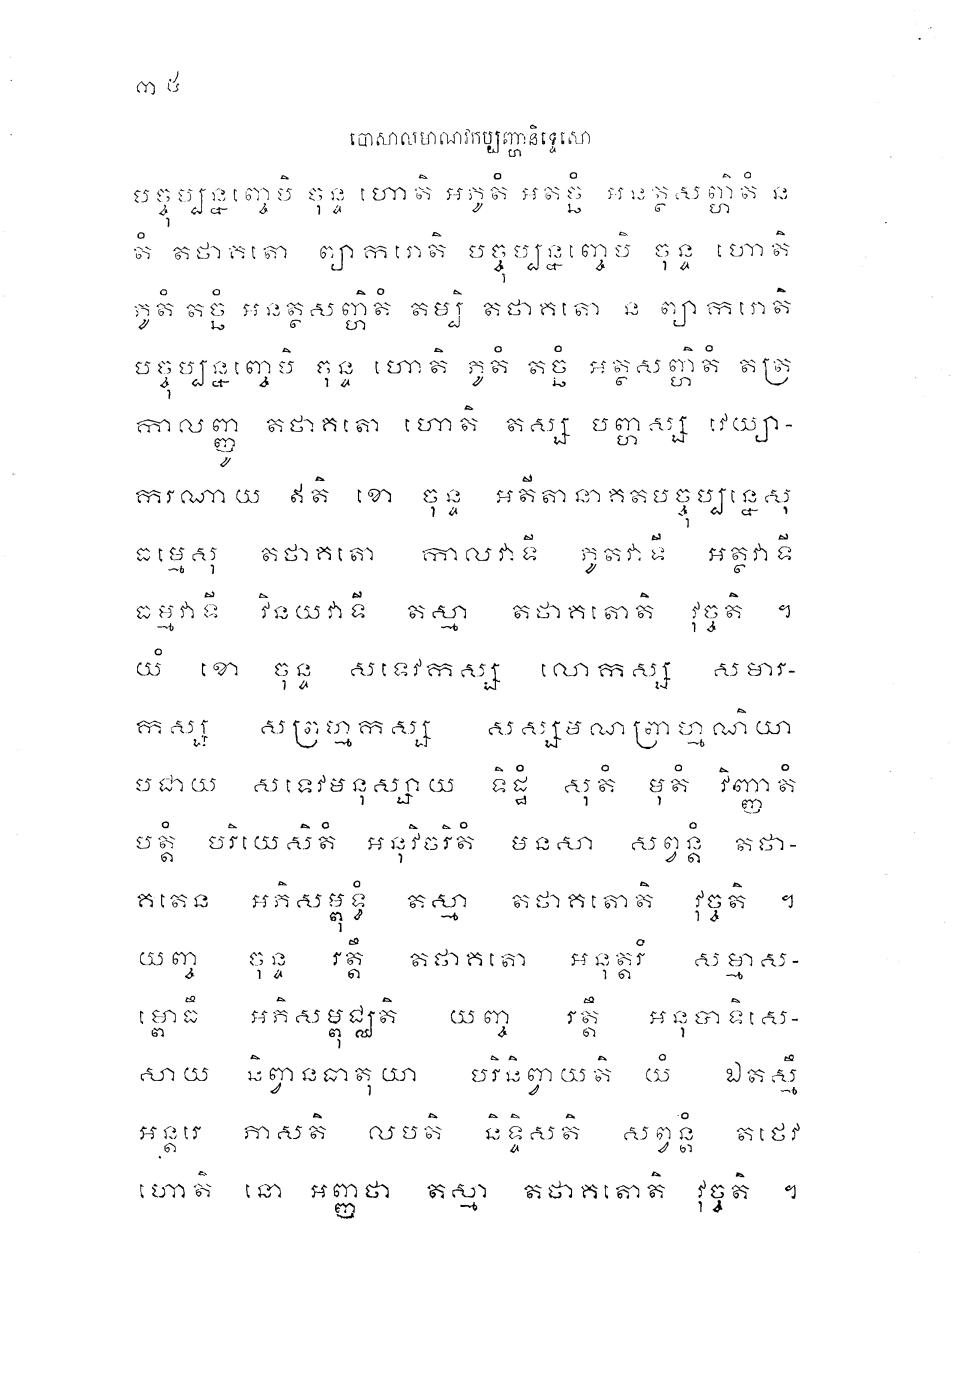 ៣៥
បោសាលមាណវកប្បញ្ហានិទ្ទេសោ
បច្ចុប្បន្នញ្ចេបិ ចុន្ទ ហោតិ អភូតំ អតច្ឆំ អនត្ថសញ្ហិតំ ន
តំ តថាគតោ ព្យាករោតិ បច្ចុប្បន្នញ្ចេបិ ចុន្ទ ហោតិ
ភូតំ តច្ឆំ អនត្ថសញ្ហិតំ តម្បិ តថាគតោ ន ព្យាករោតិ
បច្ចុប្បន្នញ្ចេបិ ចុន្ទ ហោតិ ភូតំ តច្ឆំ អត្ថសញ្ហិតំ តត្រ
កាលញ្ញូ តថាគតោ ហោតិ តស្ស បញ្ហស្ស វេយ្យា-
ករណាយ ឥតិ ខោ ចុន្ទ អតីតានាគតបច្ចុប្បន្នេសុ
ធម្មេសុ តថាគតោ កាលវាទី ភូតវាទី អត្ថវាទី
ធម្មវាទី វិនយវាទី តស្មា តថាគតោតិ វុច្ចតិ ។
យំ ខោ ចុន្ទ សទេវកស្ស លោកស្ស សមារ-
កស្ស សព្រហ្មកស្ស សស្សមណព្រាហ្មណិយា
បជាយ សទេវមនុស្សាយ ទិដ្ឋំ សុតំ មុតំ វិញ្ញាតំ
បត្តំ បរិយេសិតំ អនុវិចរិតំ មនសា សព្វន្តំ តថា-
គតេន អភិសម្ពុទ្ធំ តស្មា តថាគតោតិ វុច្ចតិ ។
យញ្ច ចុន្ទ រត្តឹ តថាគតោ អនុត្តរំ សម្មាស-
ម្ពោធឹ អភិសម្ពុជ្ឈតិ យញ្ច រត្តឹ អនុបាទិសេ-
សាយ និព្វានធាតុយា បរិនិព្វាយតិ យំ ឯតស្មឹ
អន្តរេ ភាសតិ លបតិ និទ្ទិសតិ សព្វន្តំ តថេវ
ហោតិ នោ អញ្ញថា តស្មា តថាគតោតិ វុច្ចតិ ។